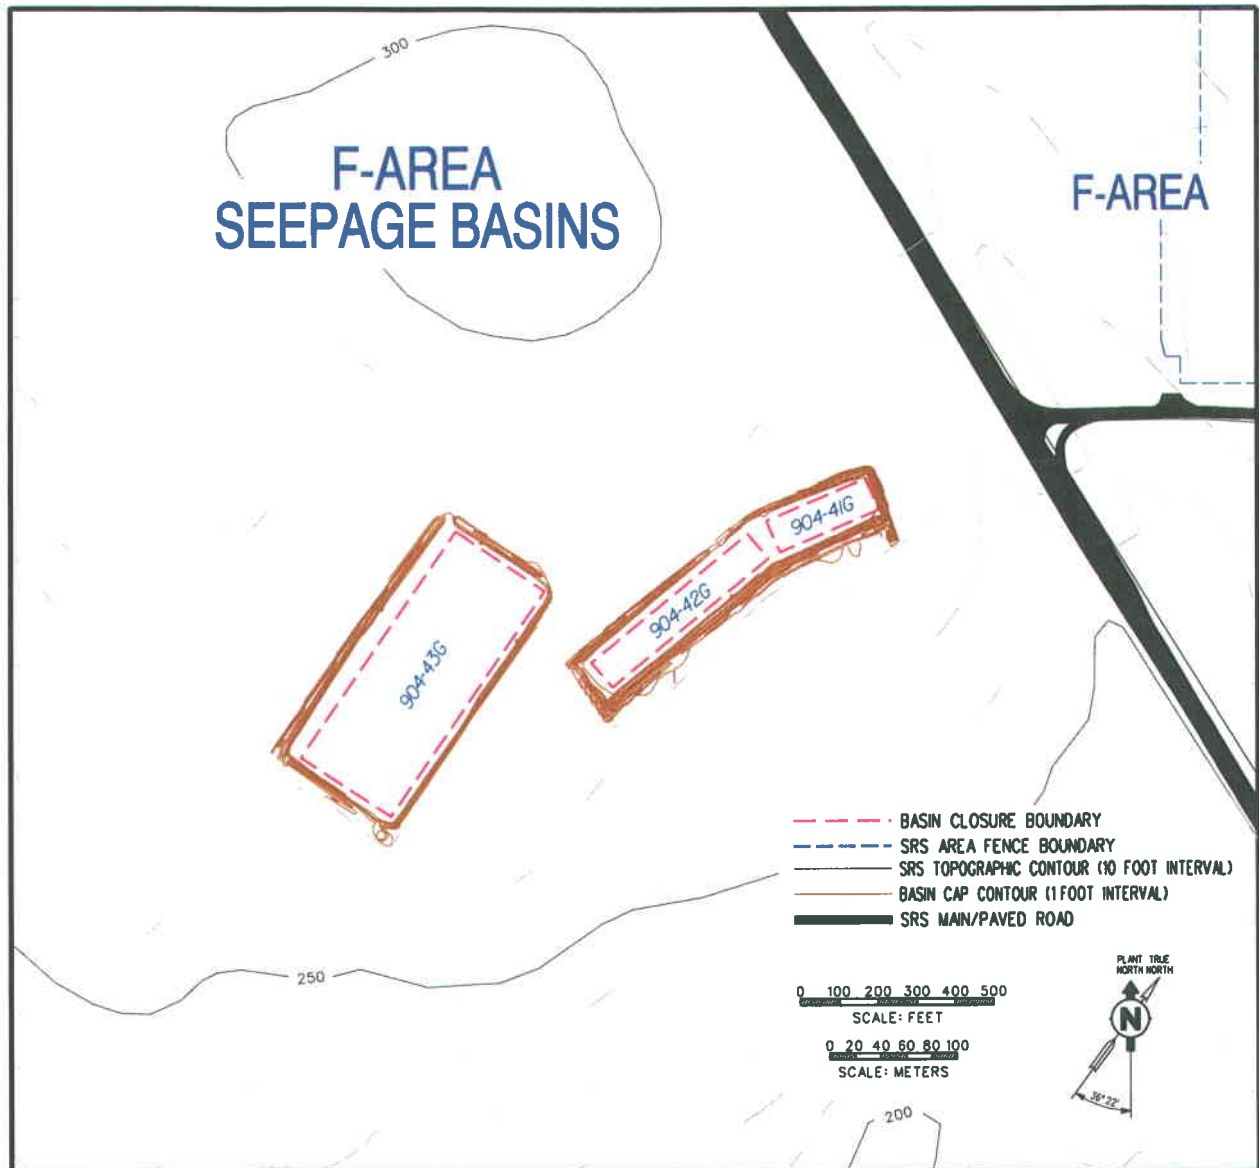 300
F-AREA
SEEPAGE BASINS
F-AREA
904-41G
904-42G
904-43G
BASIN CLOSURE BOUNDARY
SRS AREA FENCE BOUNDARY
SRS TOPOGRAPHIC CONTOUR (10 FOOT INTERVAL)
BASIN CAP CONTOUR (1 FOOT INTERVAL)
SRS MAIN/PAVED ROAD
250
PLANT TRUE
NORTH NORTH
N
36° 22'
0 100 200 300 400 500
SCALE: FEET
0 20 40 60 80 100
SCALE: METERS
200